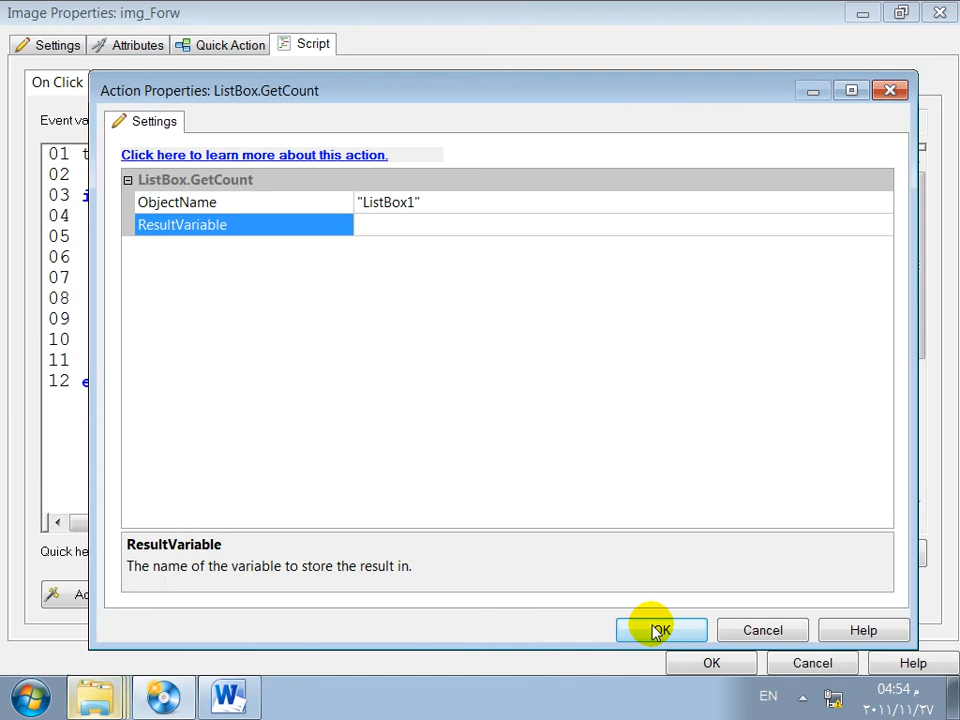 Image Properties: img_Forw
Settings
Attributes
Quick Action
Script
On Click
Action Properties: ListBox.GetCount
Settings
Event va
Click here to learn more about this action.
ListBox.GetCount
ObjectName "ListBox1"
ResultVariable
01 t
02
03 i
04
05
06
07
08
09
10
11
12 e
Quick he
ResultVariable
The name of the variable to store the result in.
OK Cancel Help
OK Cancel Help
EN
04:54 م
٢٠١١/١١/٢٧